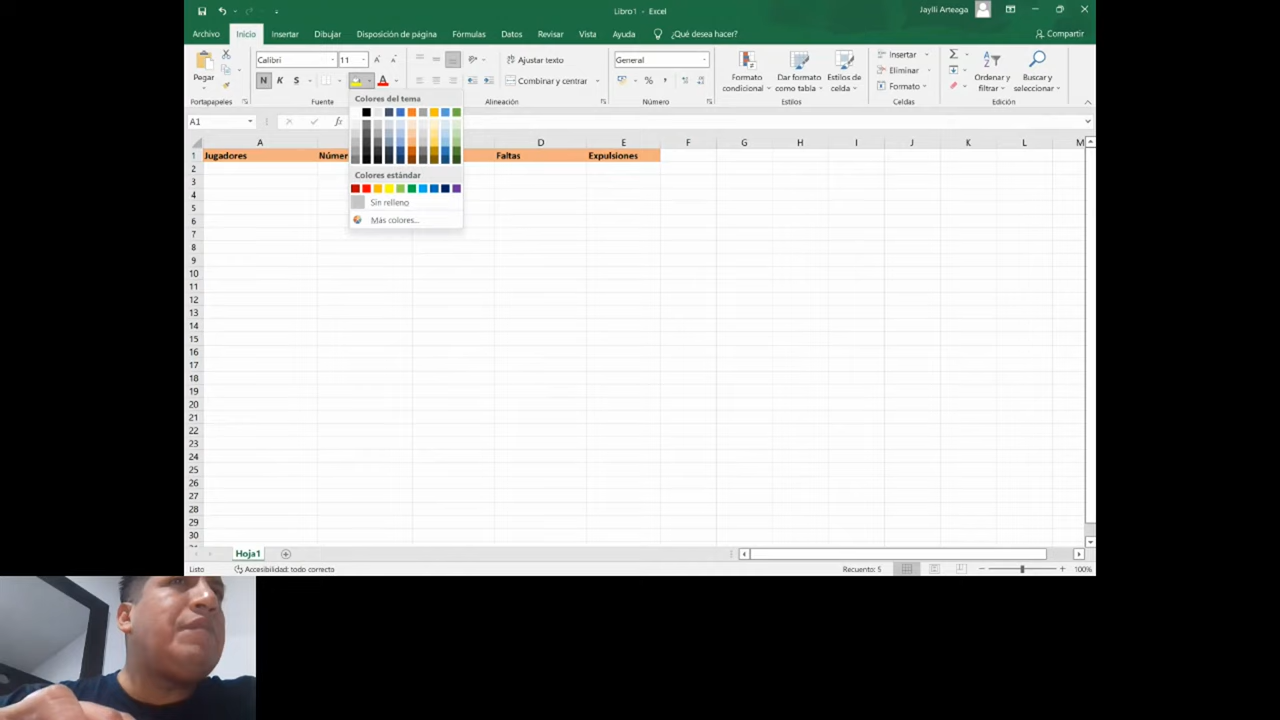 Libro1 - Excel
Jaylli Arteaga
Archivo
Inicio
Insertar
Dibujar
Disposición de página
Fórmulas
Datos
Revisar
Vista
Ayuda
¿Qué desea hacer?
Compartir
Pegar
Portapapeles
Calibri
11
N
K
S
A
Fuente
Ajustar texto
Combinar y centrar
Alineación
General
%
Número
Formato condicional
Dar formato como tabla
Estilos de celda
Estilos
Insertar
Eliminar
Formato
Celdas
Ordenar y filtrar
Buscar y seleccionar
Edición
Colores del tema
Colores estándar
Sin relleno
Más colores...
A1
fx
A
D
E
F
G
H
I
J
K
L
M
1
Jugadores
Númer
Faltas
Expulsiones
2
3
4
5
6
7
8
9
10
11
12
13
14
15
16
17
18
19
20
21
22
23
24
25
26
27
28
29
30
Hoja1
Listo
Accesibilidad: todo correcto
Recuento: 5
100%